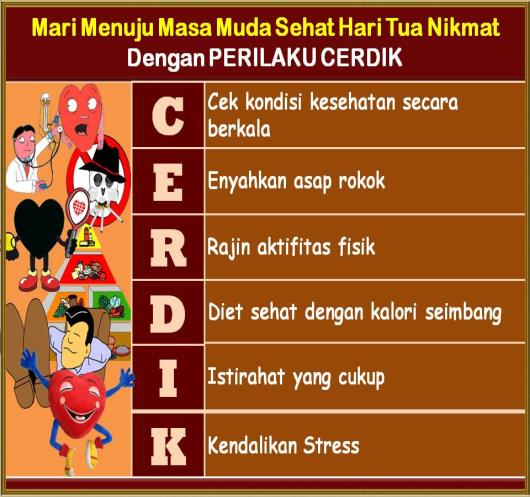 Mari Menuju Masa Muda Sehat Hari Tua Nikmat
Dengan PERILAKU CERDIK
C Cek kondisi kesehatan secara
berkala
E Enyahkan asap rokok
R Rajin aktifitas fisik
D Diet sehat dengan kalori seimbang
I Istirahat yang cukup
K Kendalikan Stress